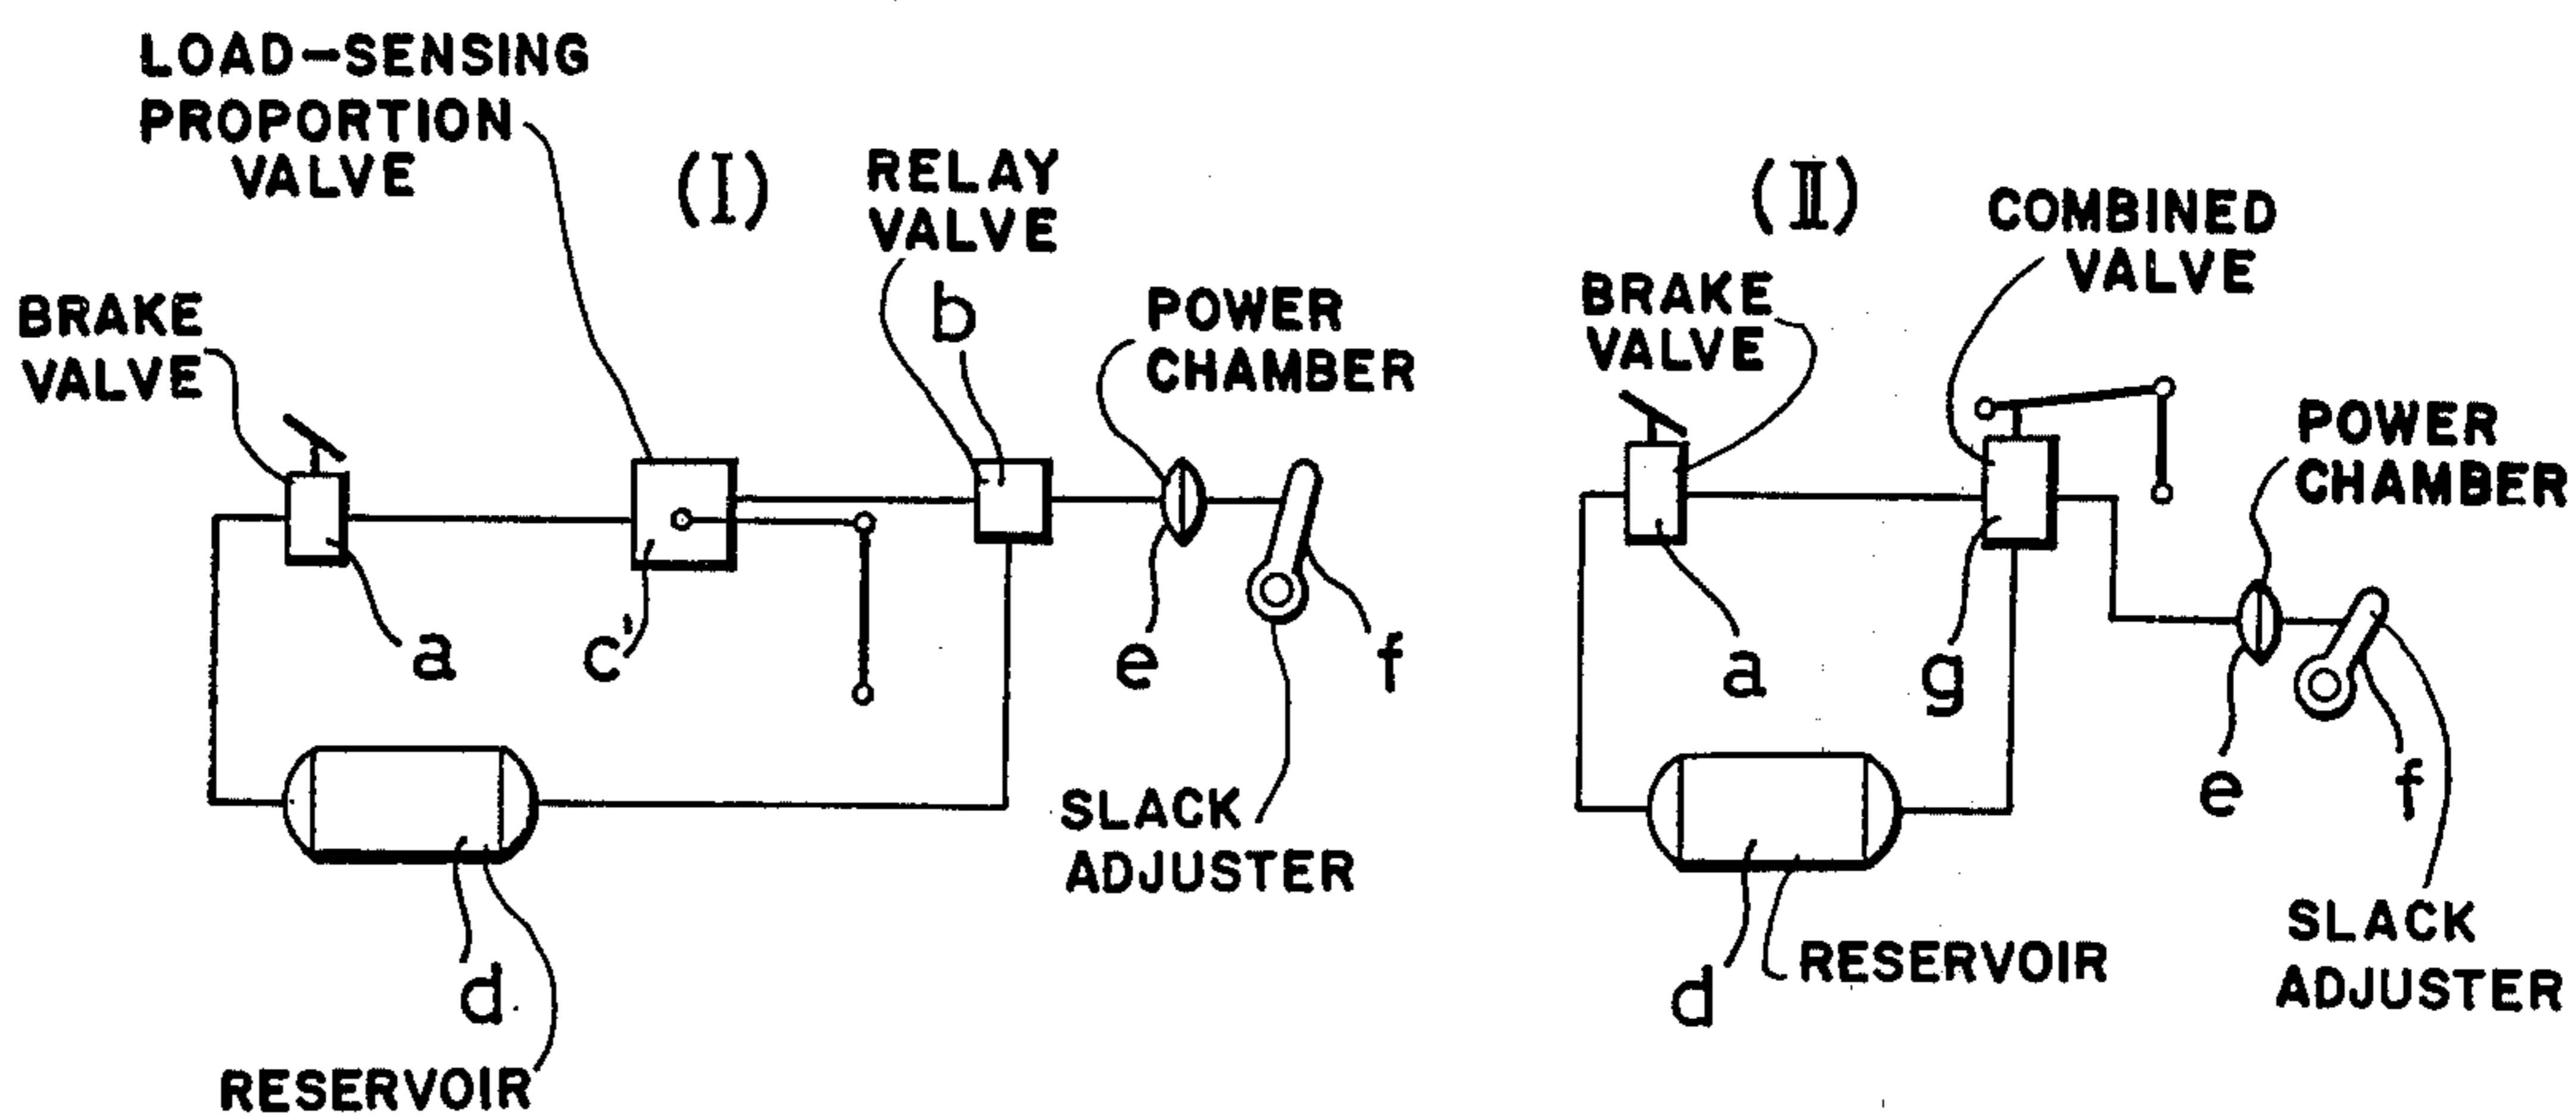 LOAD-SENSING
PROPORTION
VALVE
(I)
RELAY
VALVE
b
BRAKE
VALVE
POWER
CHAMBER
a
c'
e
f
SLACK
ADJUSTER
d
RESERVOIR
(II)
COMBINED
VALVE
BRAKE
VALVE
POWER
CHAMBER
a
g
e
f
d
RESERVOIR
SLACK
ADJUSTER